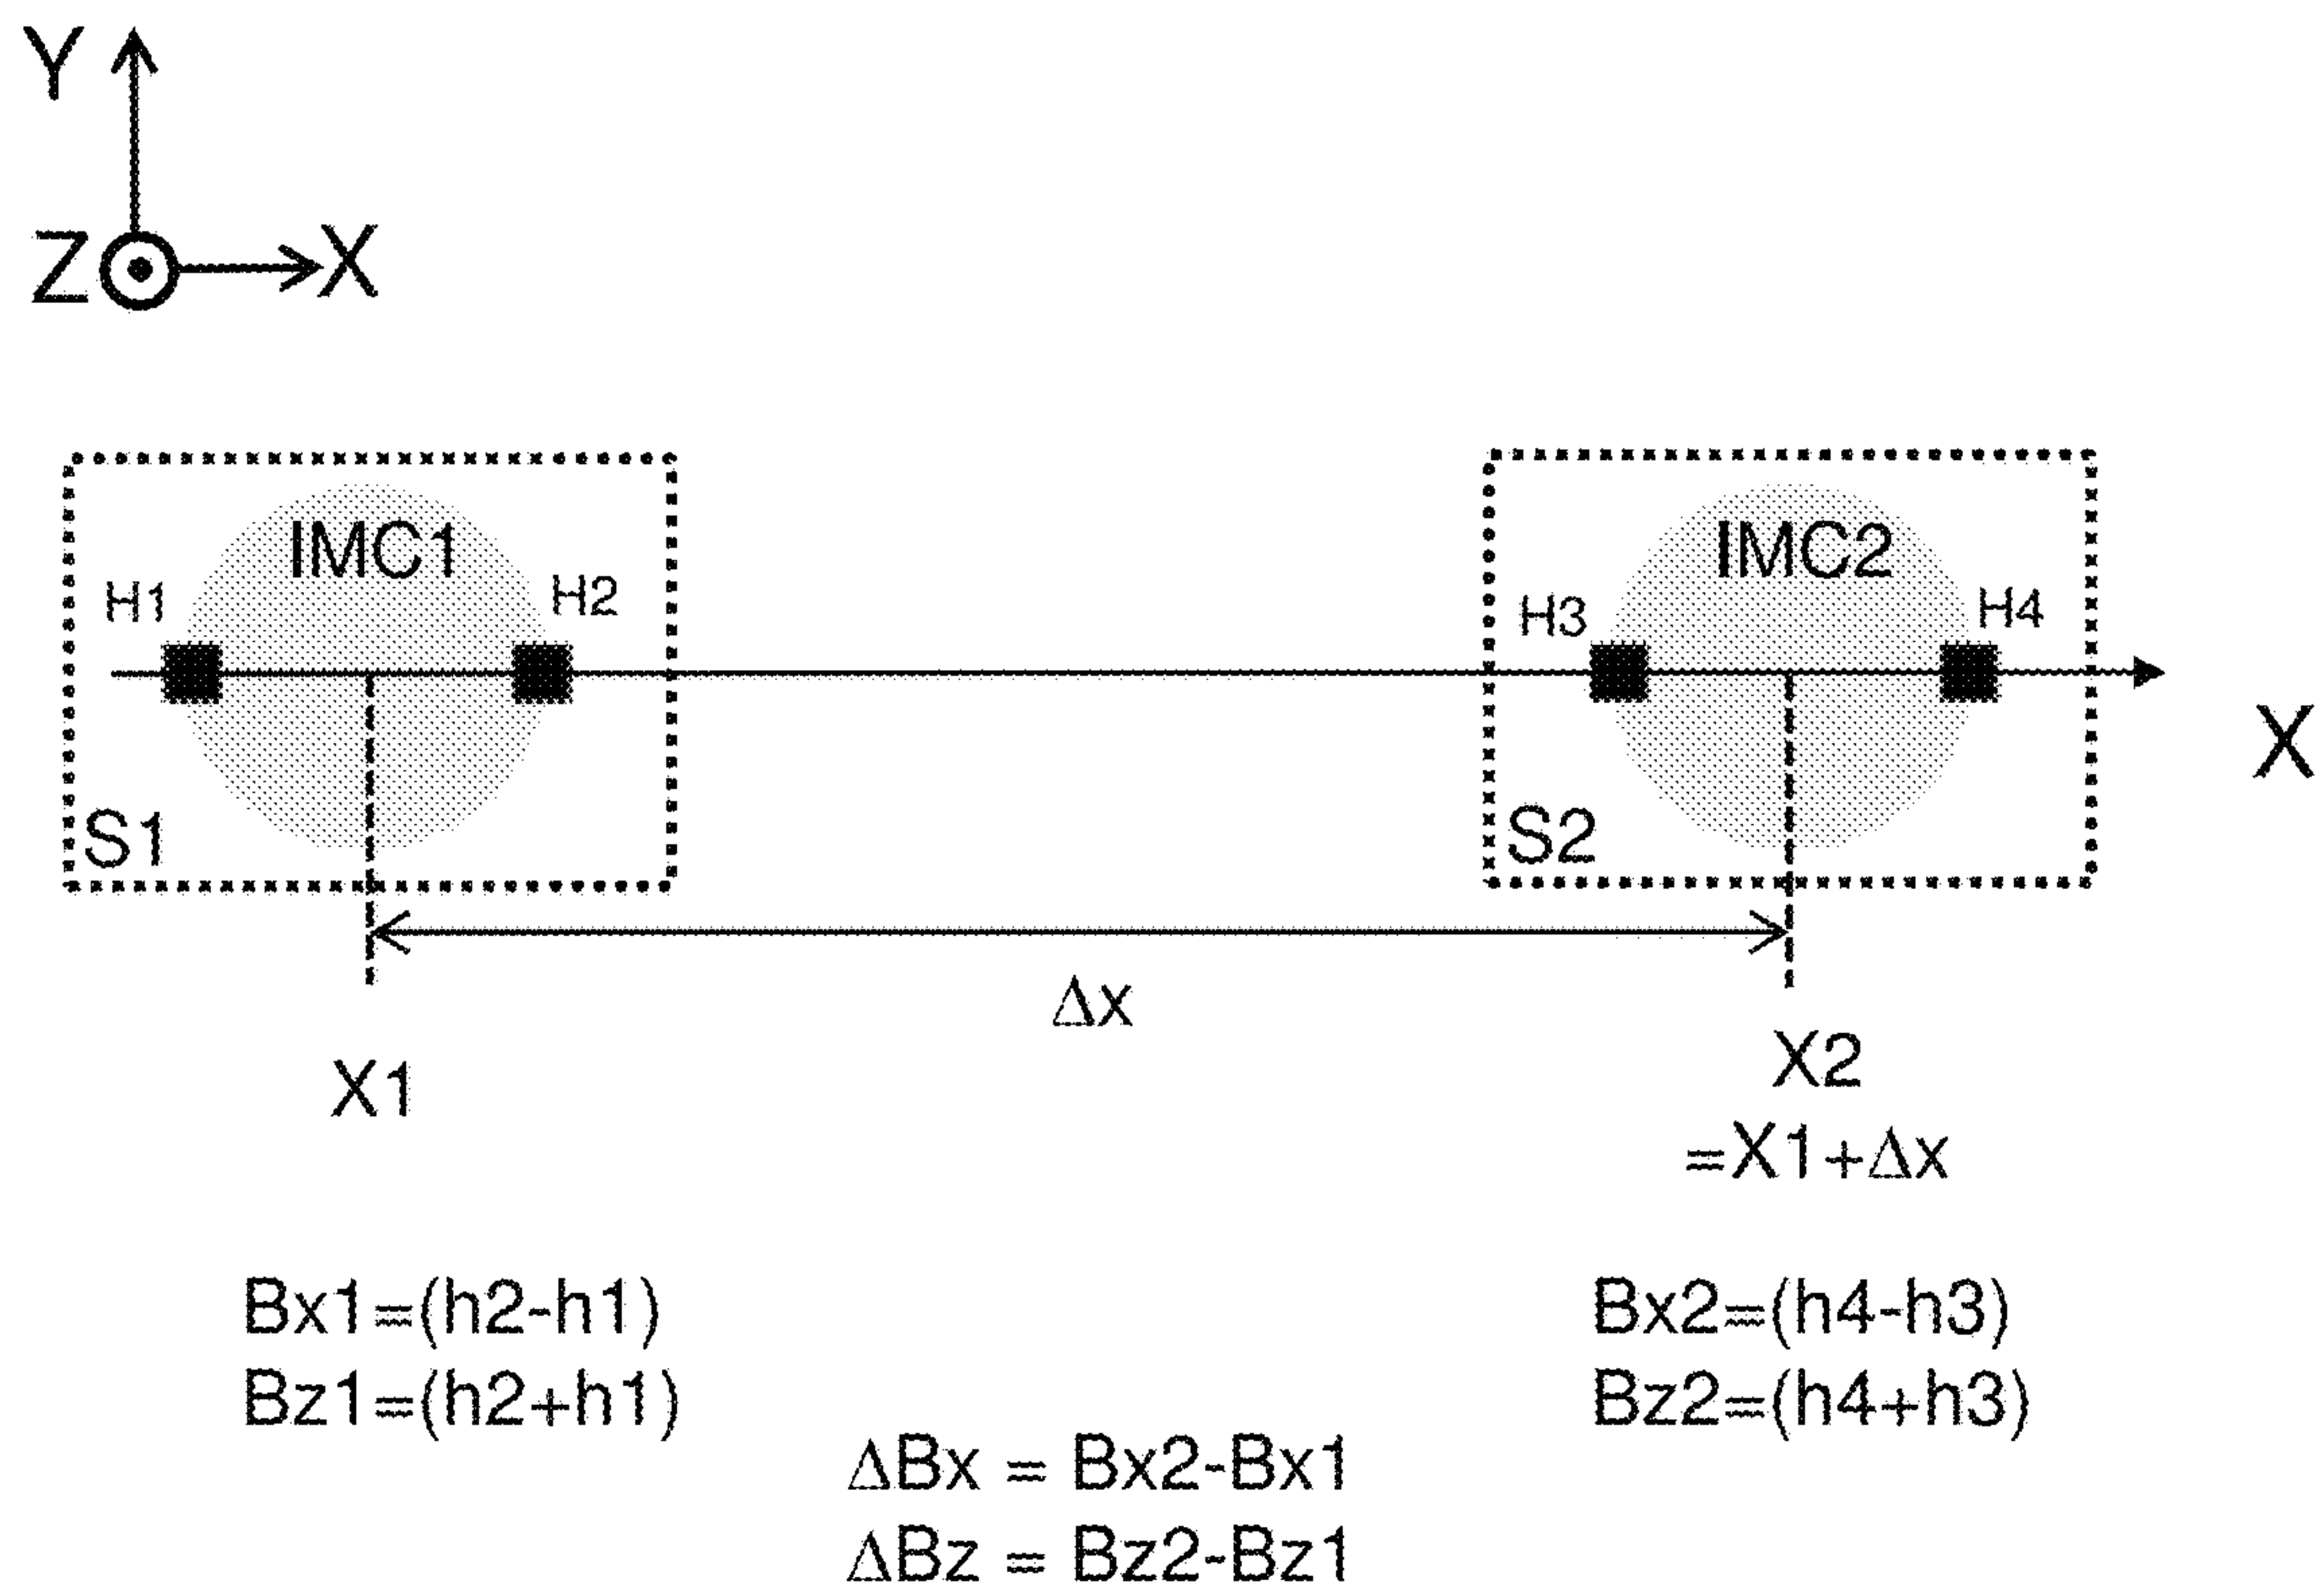 Y
Z X
IMC1
IMC2
H1
H2
H3
H4
X
S1
S2
Δx
X1
X2
=X1+Δx
Bx1=(h2-h1)
Bz1=(h2+h1)
Bx2=(h4-h3)
Bz2=(h4+h3)
ΔBx = Bx2-Bx1
ΔBz = Bz2-Bz1